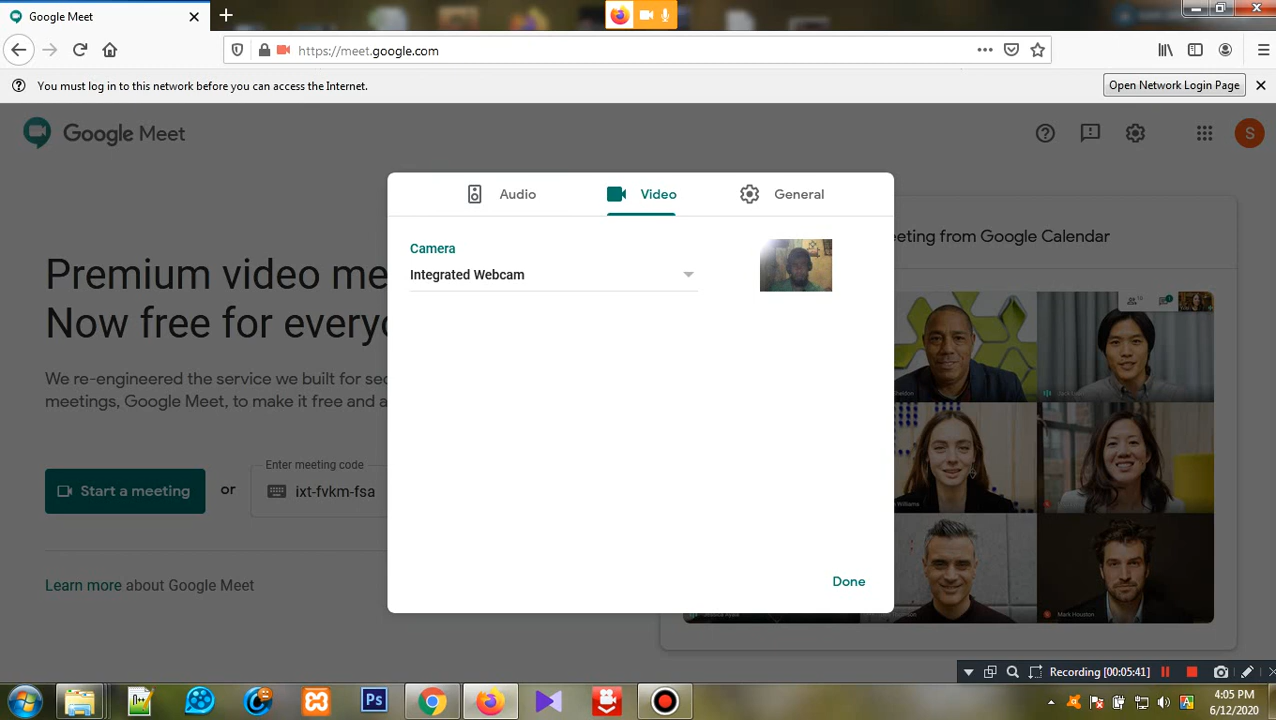 Google Meet
https://meet.google.com
You must log in to this network before you can access the Internet.
Open Network Login Page
Google Meet
S
Audio
Video
General
Camera
Integrated Webcam
eeting from Google Calendar
Premium video me
Now free for everyo
We re-engineered the service we built for sec
meetings, Google Meet, to make it free and a
Start a meeting
or
Enter meeting code
ixt-fvkm-fsa
Learn more about Google Meet
Williams
Mark Houston
Done
Recording [00:05:41]
N++
Ps
A
4:05 PM
6/12/2020